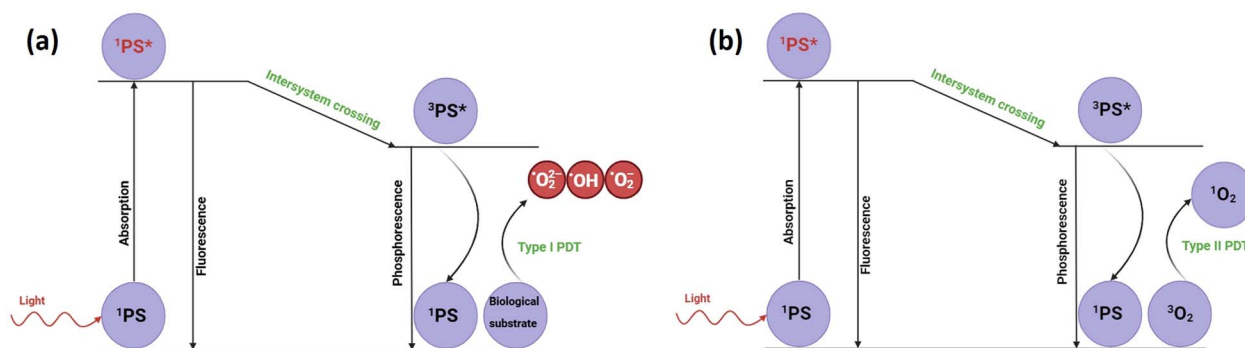 (a)
¹PS*
Intersystem crossing
³PS*
Absorption
Fluorescence
Phosphorescence
•O₂²⁻ •OH •O₂⁻
Type I PDT
Light
¹PS
¹PS
Biological
substrate
(b)
¹PS*
Intersystem crossing
³PS*
Absorption
Fluorescence
Phosphorescence
¹O₂
Type II PDT
Light
¹PS
¹PS
³O₂